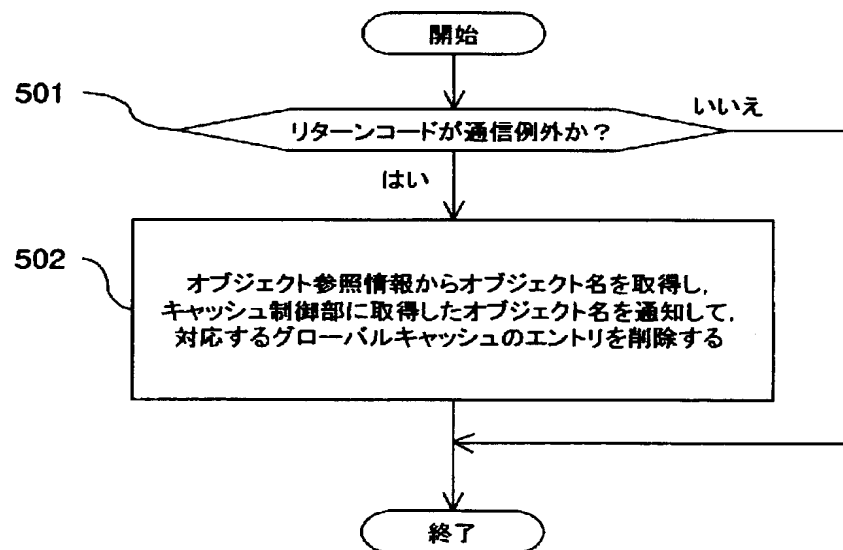 開始
501
リターンコードが通信例外か？
いいえ
はい
502
オブジェクト参照情報からオブジェクト名を取得し,
キャッシュ制御部に取得したオブジェクト名を通知して,
対応するグローバルキャッシュのエントリを削除する
終了